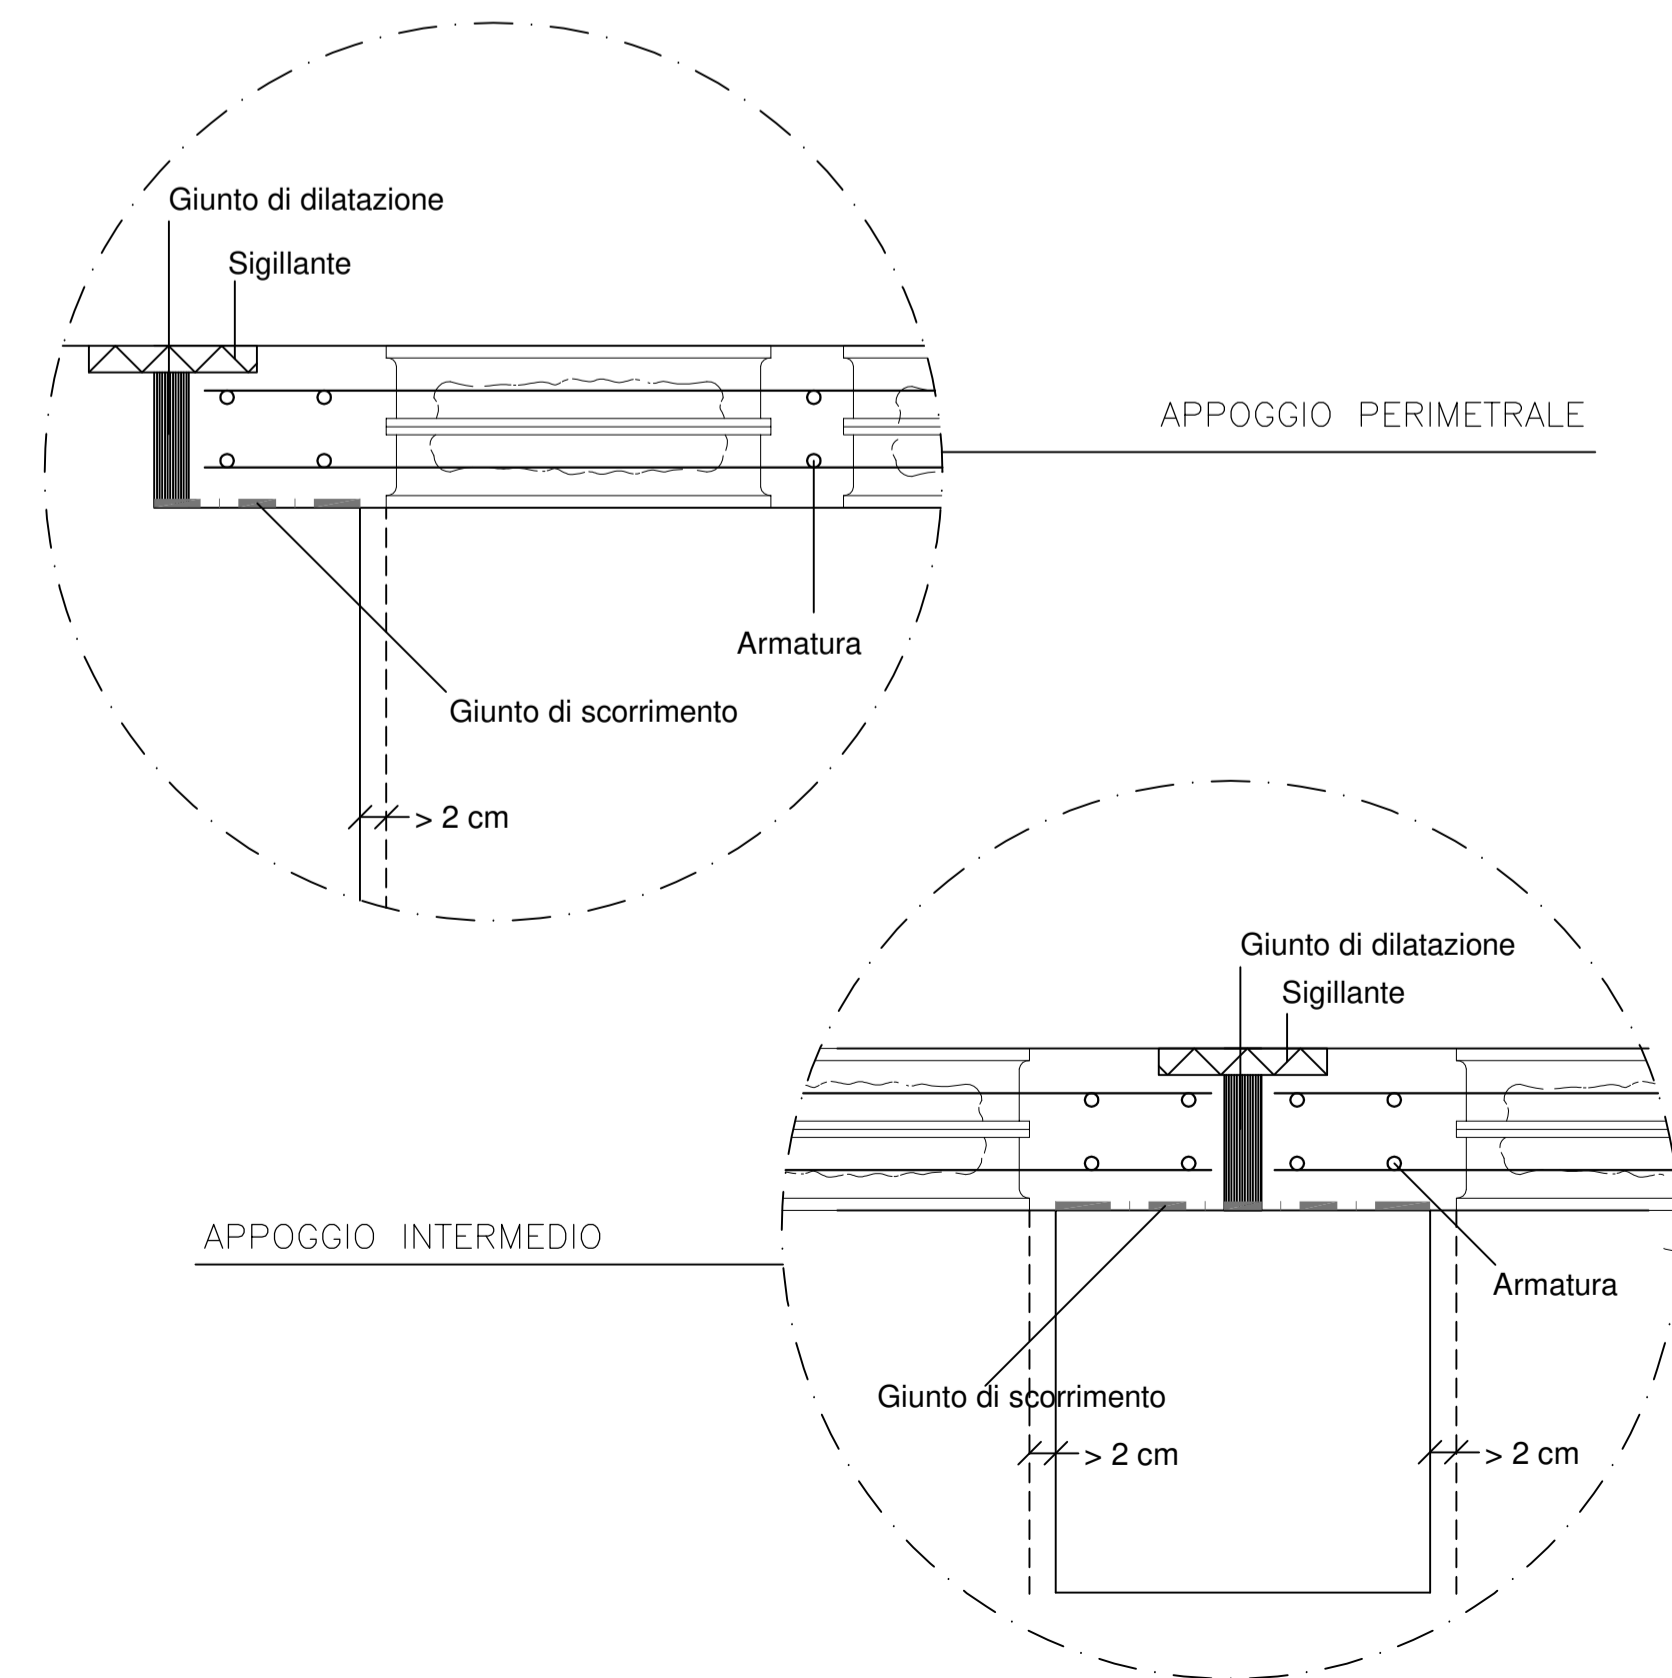 Giunto di dilatazione
Sigillante
APPOGGIO PERIMETRALE
Armatura
Giunto di scorrimento
> 2 cm
Giunto di dilatazione
Sigillante
APPOGGIO INTERMEDIO
Armatura
Giunto di scorrimento
> 2 cm
> 2 cm